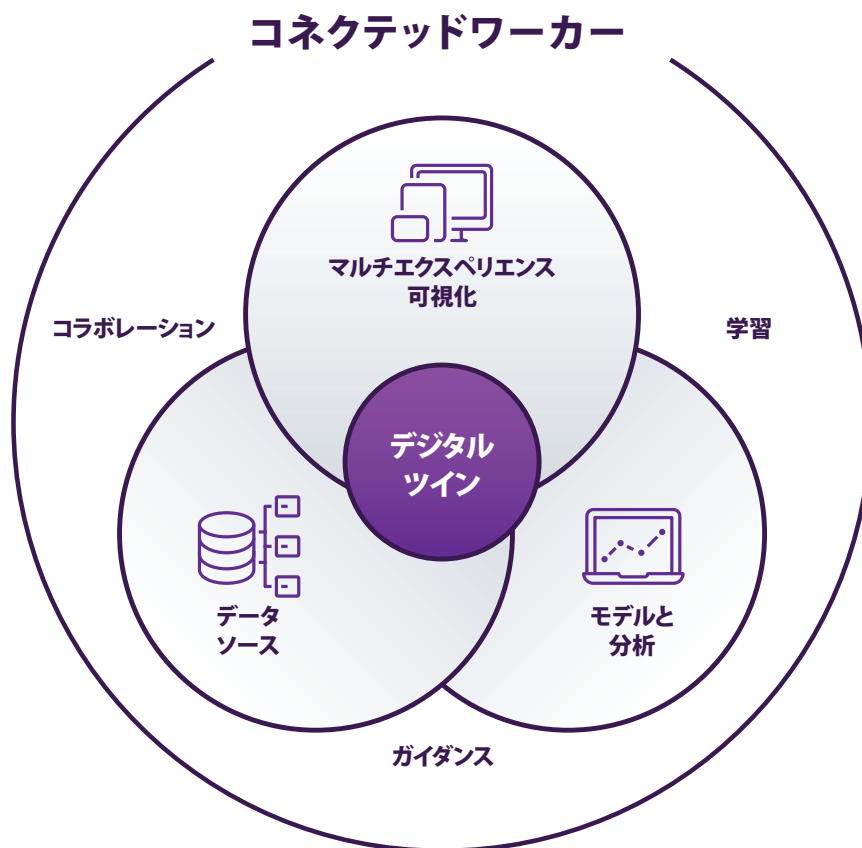 コネクテッドワーカー
マルチエクスペリエンス
可視化
コラボレーション
学習
デジタル
ツイン
データ
ソース
モデルと
分析
ガイダンス